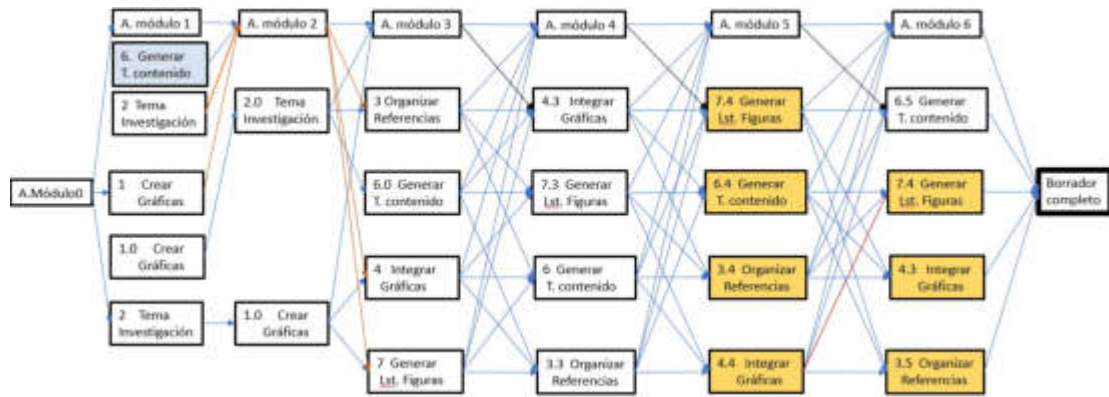 A. módulo 1
A. módulo 2
A. módulo 3
A. módulo 4
A. módulo 5
A. módulo 6
6. Generar
T. contenido
2 Tema
Investigación
2.0 Tema
Investigación
3 Organizar
Referencias
4.3 Integrar
Gráficas
7.4 Generar
Lst. Figuras
6.5 Generar
T. contenido
A.Módulo0
1 Crear
Gráficas
6.0 Generar
T. contenido
7.3 Generar
Lst. Figuras
6.4 Generar
T. contenido
7.4 Generar
Lst. Figuras
Borrador
completo
1.0 Crear
Gráficas
4 Integrar
Gráficas
6 Generar
T. contenido
3.4 Organizar
Referencias
4.3 Integrar
Gráficas
2 Tema
Investigación
1.0 Crear
Gráficas
7 Generar
Lst. Figuras
3.3 Organizar
Referencias
4.4 Integrar
Gráficas
3.5 Organizar
Referencias